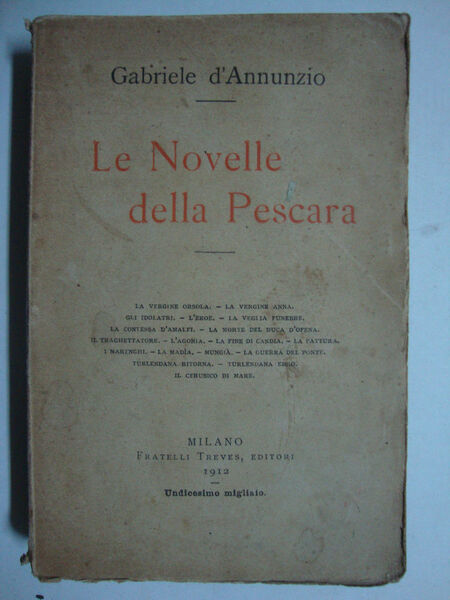 Gabriele d'Annunzio
Le Novelle
della Pescara
LA VERGINE ORSOLA. – LA VERGINE ANNA.
GLI IDOLATRI. – L'EROE. – LA VEGLIA FUNEBRE.
LA CONTESSA D'AMALFI. – LA MORTE DEL DUCA D'OFENA.
IL TRAGHETTATORE. – L'AGONIA. – LA FINE DI CANDIA. – LA FATTURA.
I MARENGHI. – LA MADIA. – MUNGIÀ. – LA GUERRA DEL PONTE.
TURLENDANA RITORNA. – TURLENDANA EBRO.
IL CERUSICO DI MARE.
MILANO
FRATELLI TREVES, EDITORI
1912
Undicesimo migliaio.